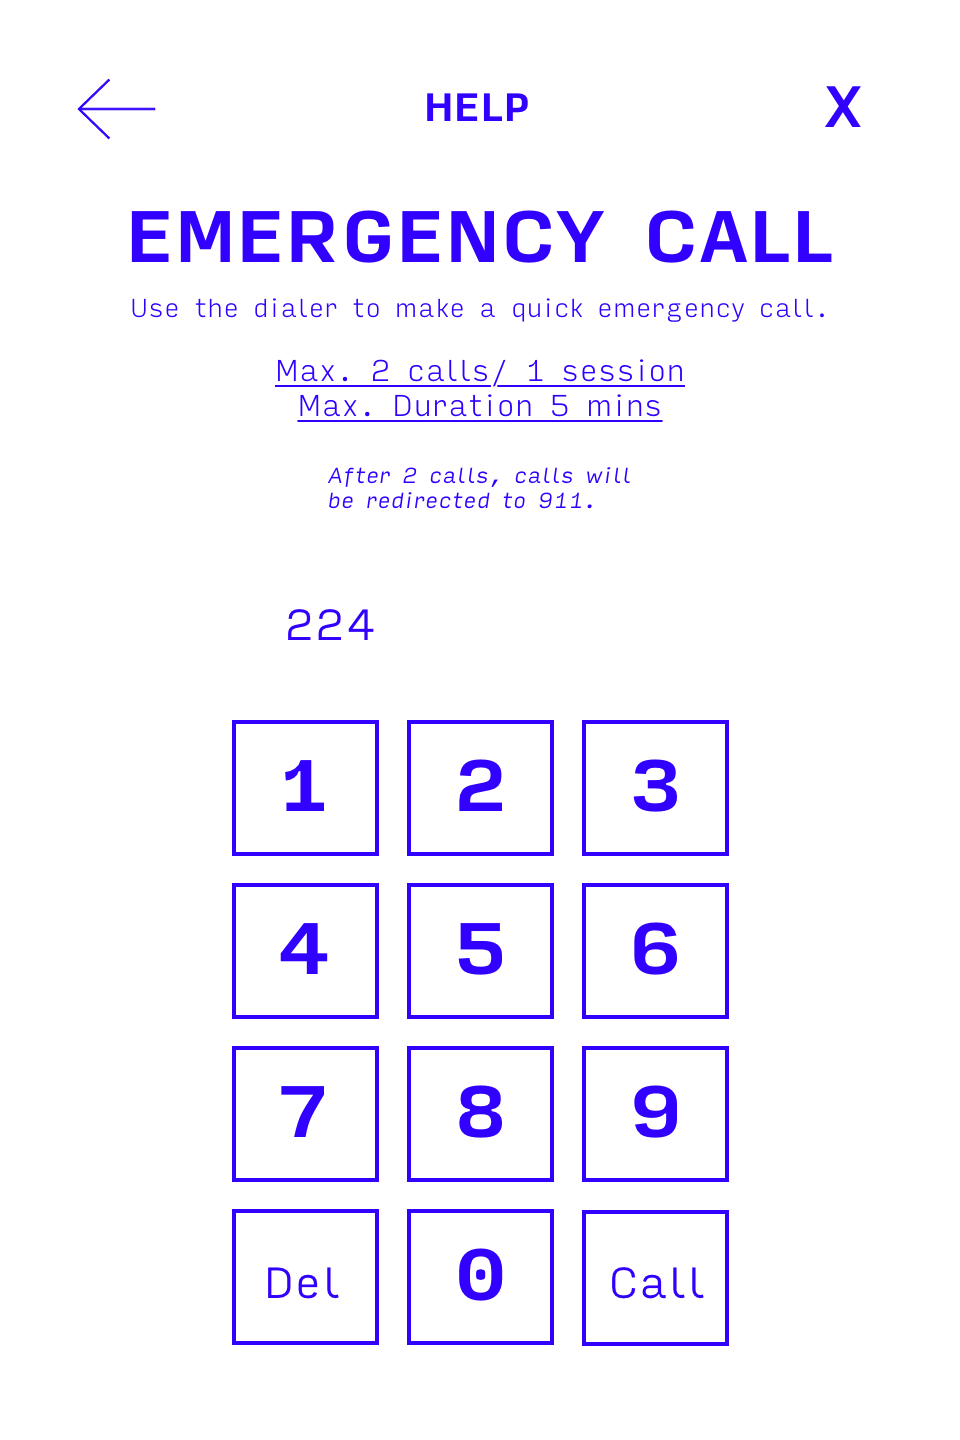 HELP
X
EMERGENCY CALL
Use the dialer to make a quick emergency call.
Max. 2 calls/ 1 session
Max. Duration 5 mins
After 2 calls, calls will
be redirected to 911.
224
1 2 3
4 5 6
7 8 9
Del 0 Call